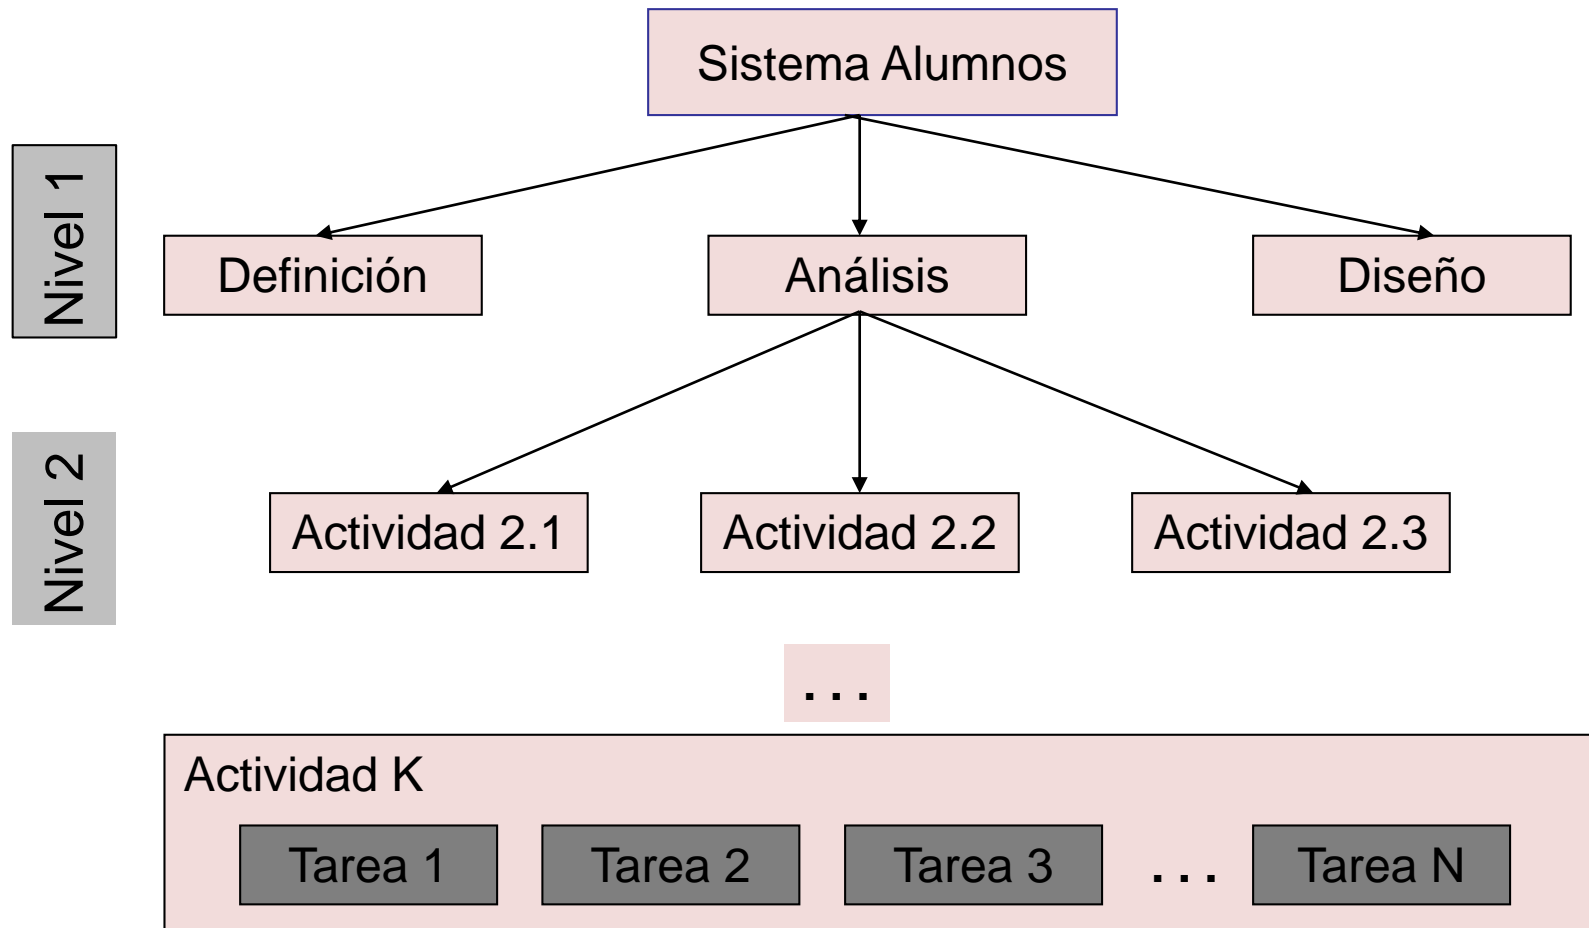 Sistema Alumnos
Nivel 1
Definición
Análisis
Diseño
Nivel 2
Actividad 2.1
Actividad 2.2
Actividad 2.3
. . .
Actividad K
Tarea 1
Tarea 2
Tarea 3
. . .
Tarea N